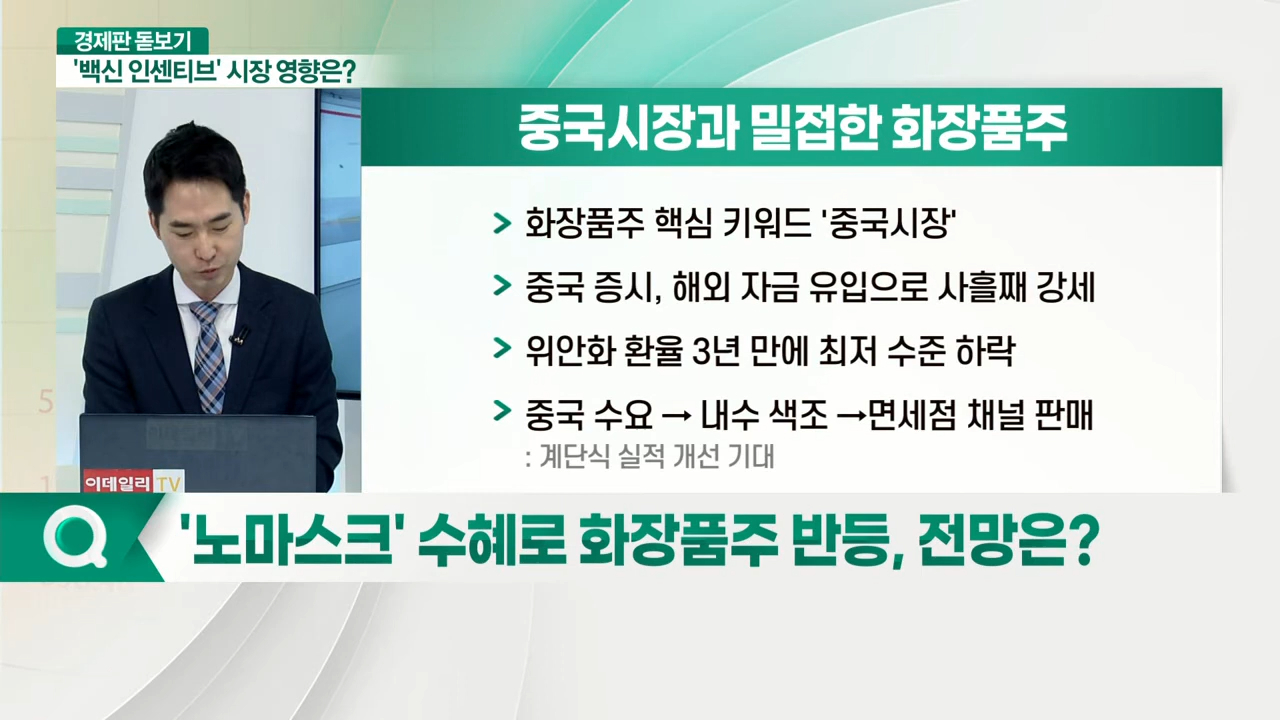 경제판 돋보기
'백신 인센티브' 시장 영향은?
중국시장과 밀접한 화장품주
> 화장품주 핵심 키워드 '중국시장'
> 중국 증시, 해외 자금 유입으로 사흘째 강세
> 위안화 환율 3년 만에 최저 수준 하락
> 중국 수요 → 내수 색조 →면세점 채널 판매
: 계단식 실적 개선 기대
이데일리 TV
'노마스크' 수혜로 화장품주 반등, 전망은?
5
1